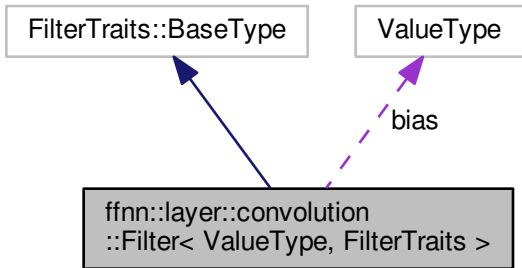 FilterTraits::BaseType
ValueType
bias
ffnn::layer::convolution
::Filter< ValueType, FilterTraits >